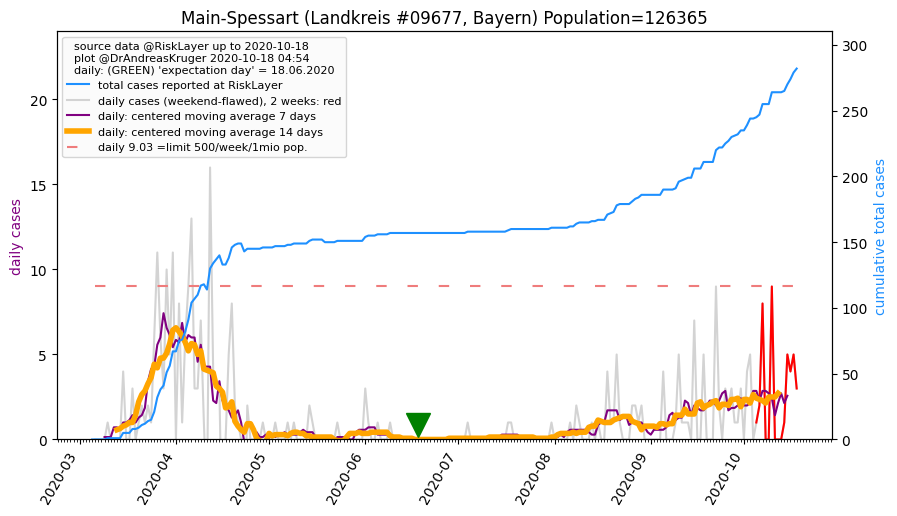 Main-Spessart (Landkreis #09677, Bayern) Population=126365
source data @RiskLayer up to 2020-10-18
plot @DrAndreasKruger 2020-10-18 04:54
daily: (GREEN) 'expectation day' = 18.06.2020
total cases reported at RiskLayer
daily cases (weekend-flawed), 2 weeks: red
daily: centered moving average 7 days
daily: centered moving average 14 days
daily 9.03 =limit 500/week/1mio pop.
daily cases
20
15
10
5
0
300
250
200
150
100
50
0
cumulative total cases
2020-03
2020-04
2020-05
2020-06
2020-07
2020-08
2020-09
2020-10